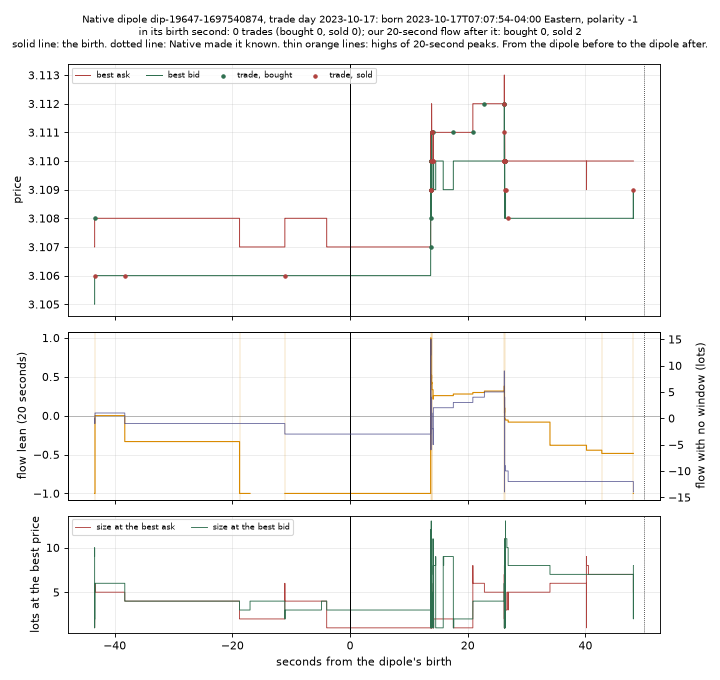 Native dipole dip-19647-1697540874, trade day 2023-10-17: born 2023-10-17T07:07:54-04:00 Eastern, polarity -1
in its birth second: 0 trades (bought 0, sold 0); our 20-second flow after it: bought 0, sold 2
solid line: the birth. dotted line: Native made it known. thin orange lines: highs of 20-second peaks. From the dipole before to the dipole after.
best ask
best bid
trade, bought
trade, sold
3.113
3.112
3.111
3.110
3.109
3.108
3.107
3.106
3.105
price
1.0
0.5
0.0
−0.5
−1.0
flow lean (20 seconds)
15
10
5
0
−5
−10
−15
flow with no window (lots)
size at the best ask
size at the best bid
10
5
lots at the best price
−40
−20
0
20
40
seconds from the dipole's birth